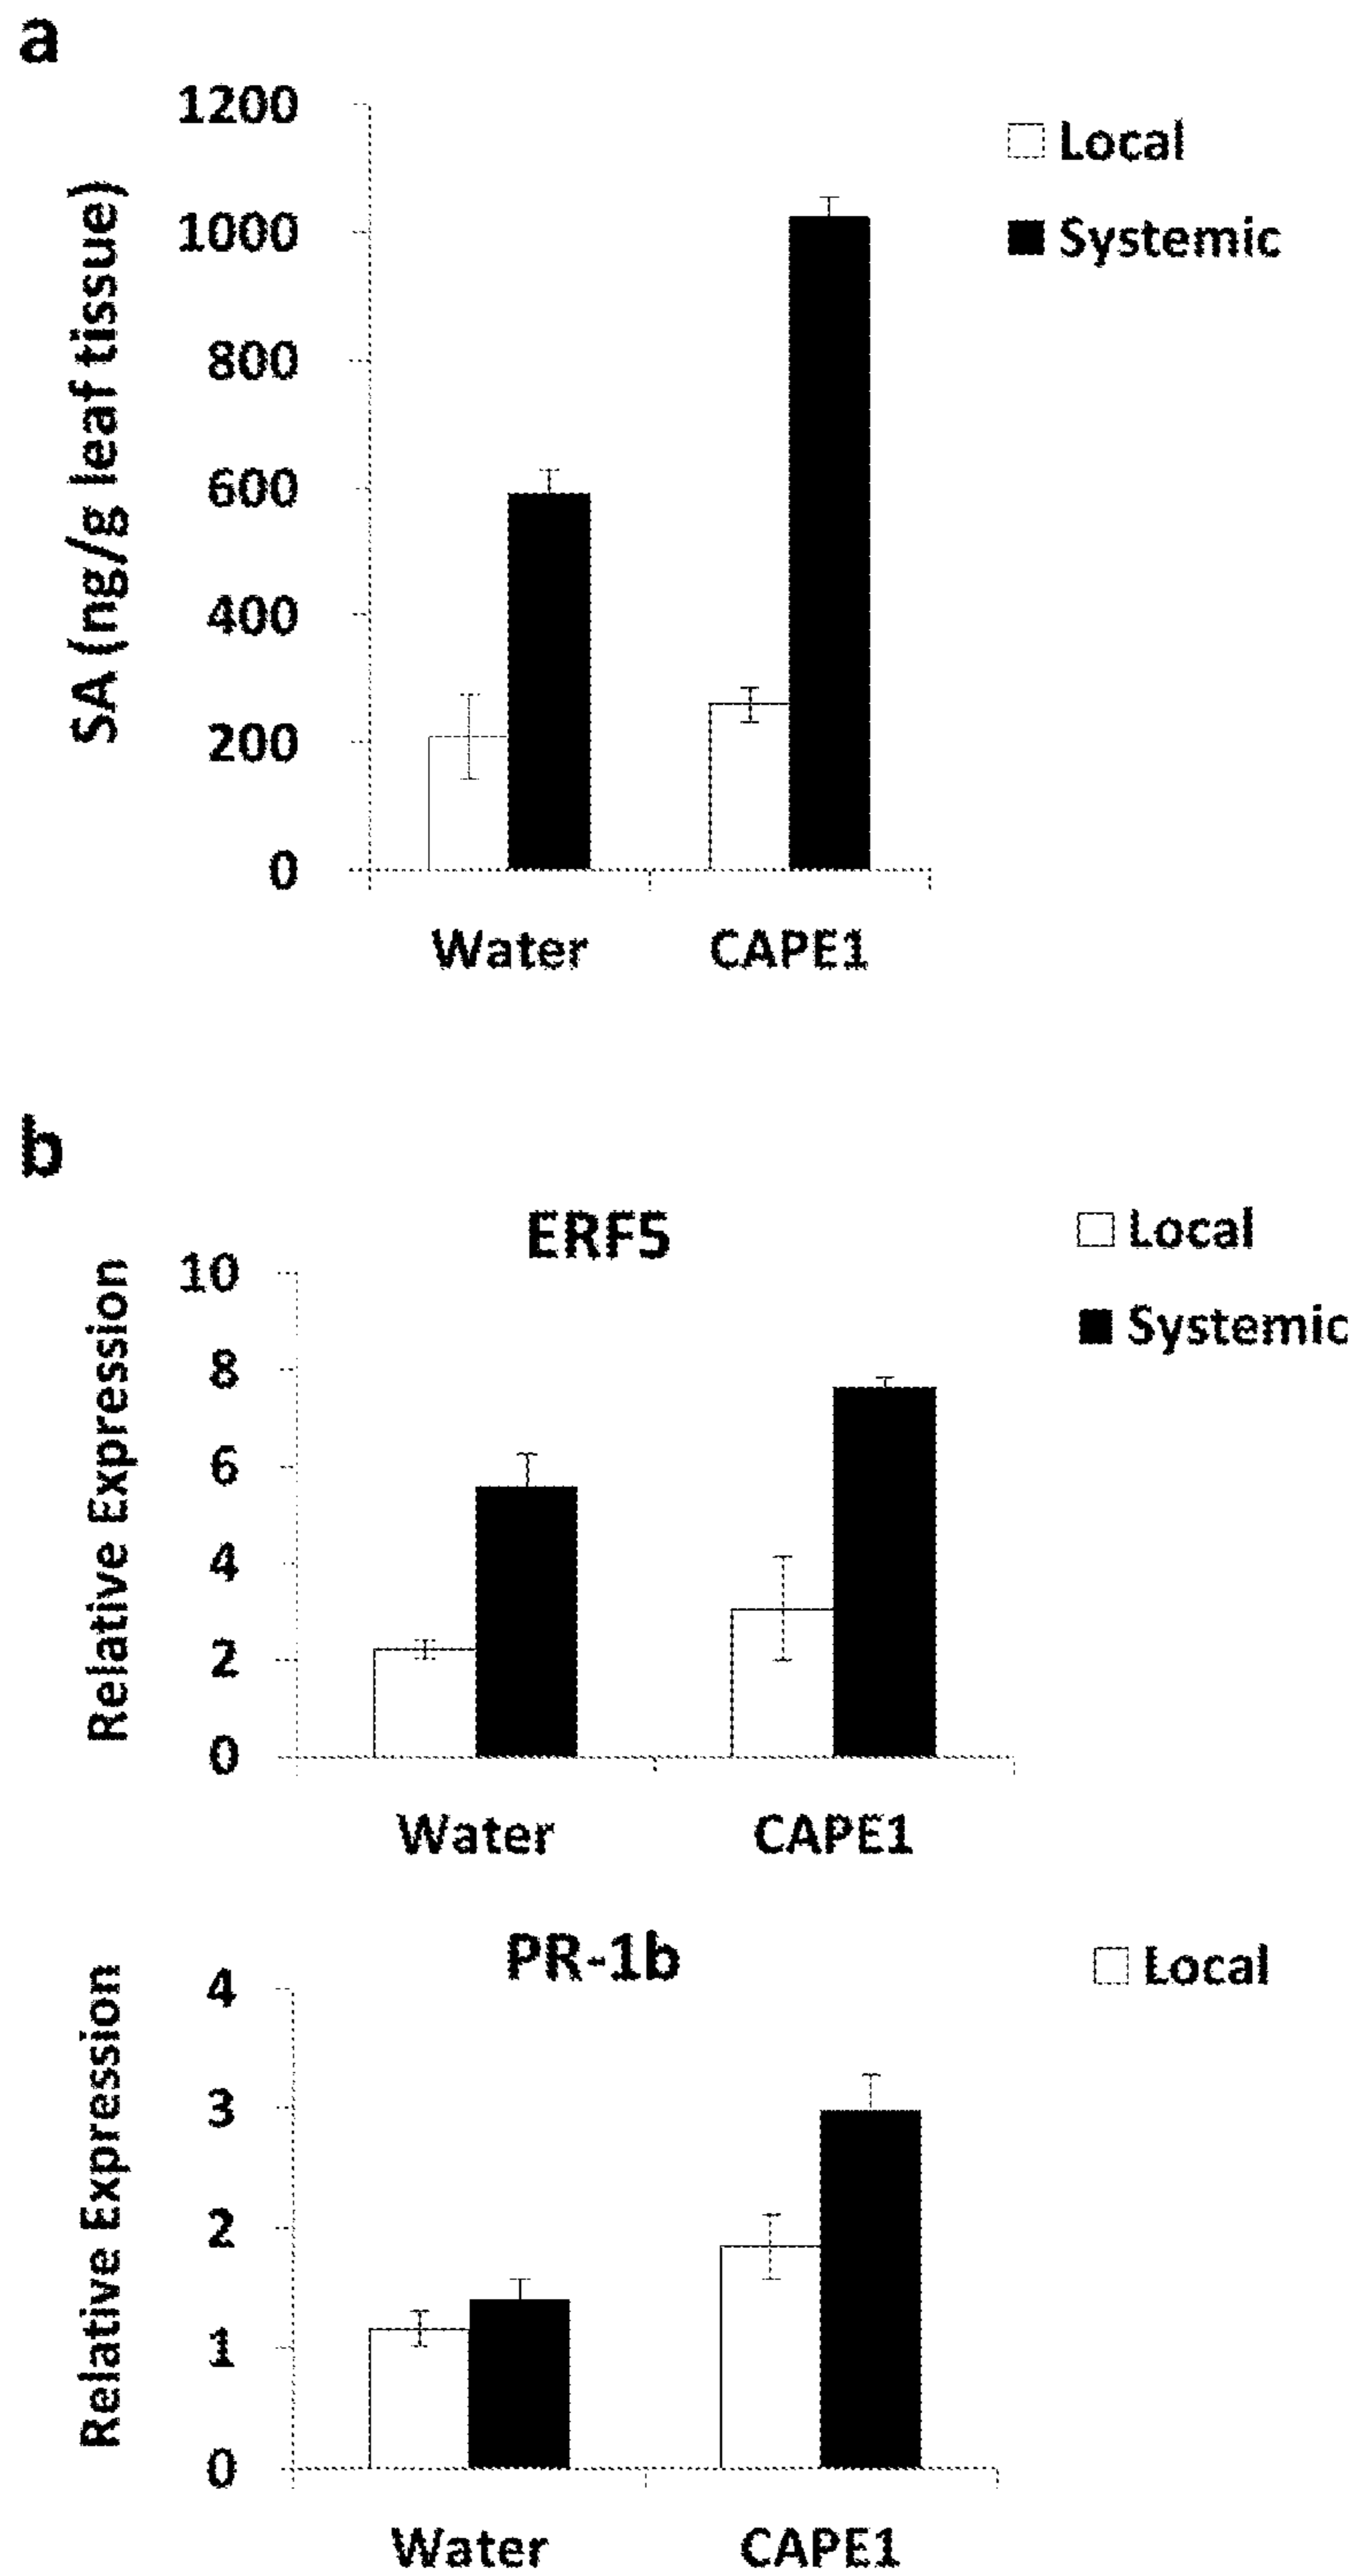 a
1200
1000
800
600
400
200
0
SA (ng/g leaf tissue)
Local
Systemic
Water CAPE1
b
ERF5
Local
Systemic
10
8
6
4
2
0
Relative Expression
Water CAPE1
PR-1b
Local
4
3
2
1
0
Relative Expression
Water CAPE1